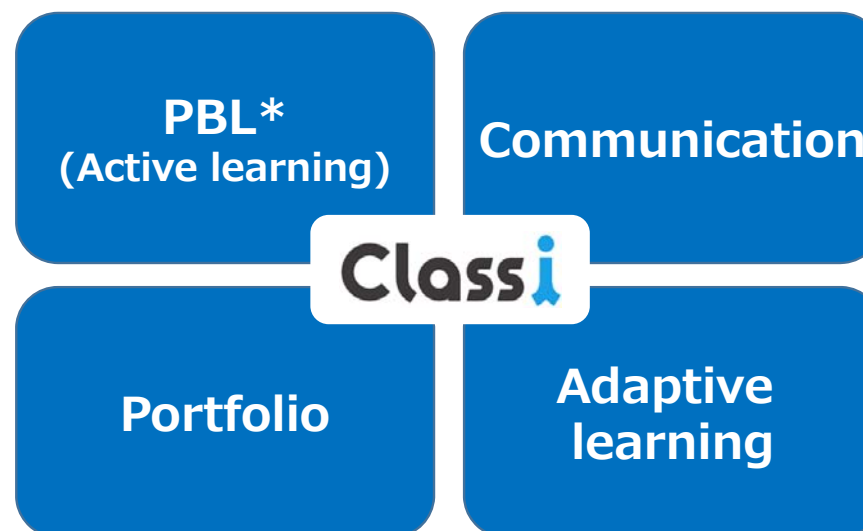 PBL*
(Active learning)
Communication
Classi
Portfolio
Adaptive
learning